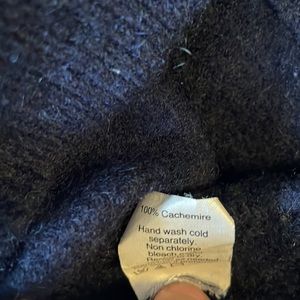 100% Cachemire
Hand wash cold
separately.
Non chlorine
bleach